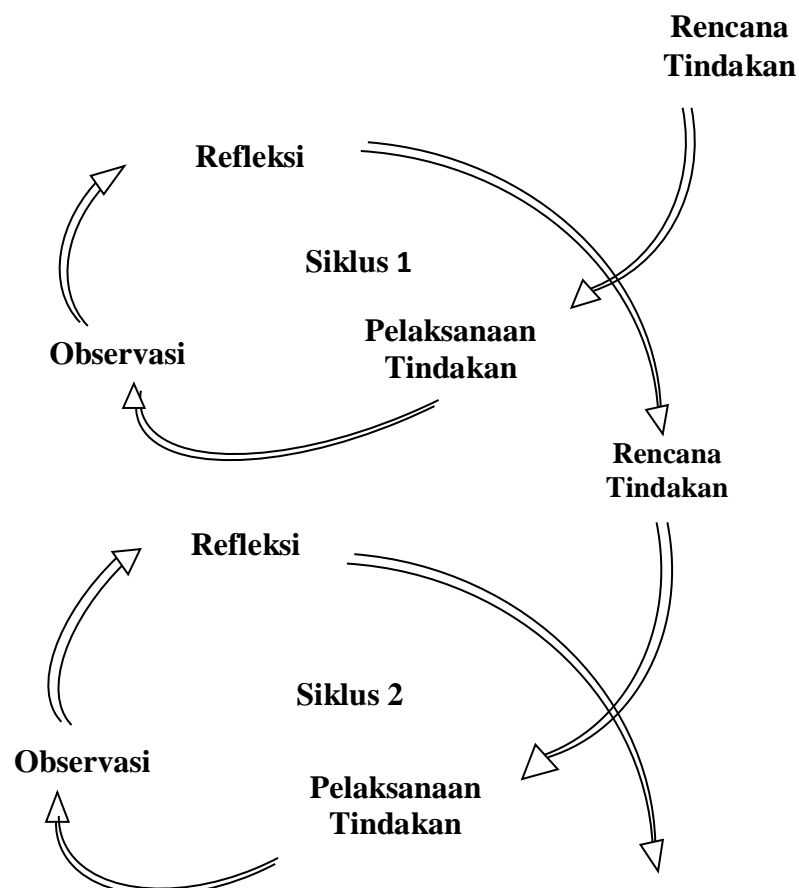 Rencana
Tindakan
Refleksi
Siklus 1
Pelaksanaan
Tindakan
Observasi
Rencana
Tindakan
Refleksi
Siklus 2
Observasi
Pelaksanaan
Tindakan